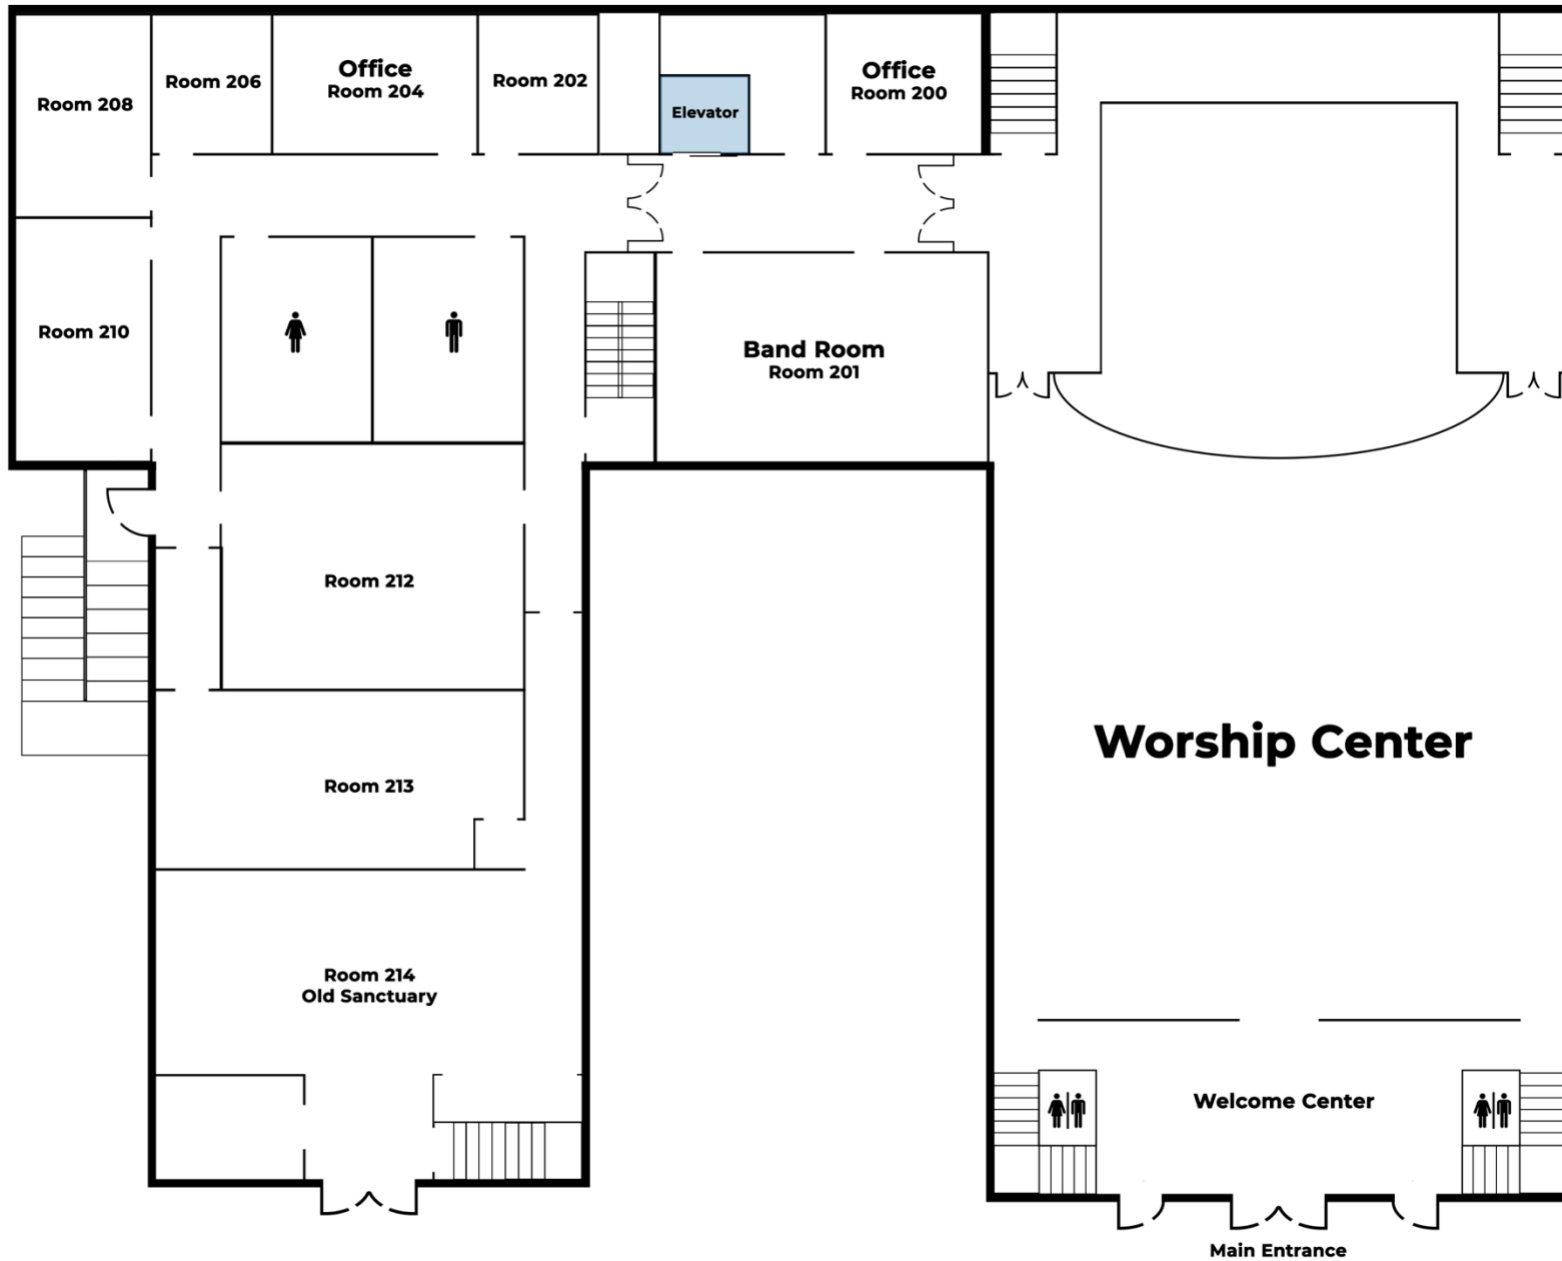 Room 208
Room 206
Office
Room 204
Room 202
Elevator
Office
Room 200
Room 210
Band Room
Room 201
Room 212
Worship Center
Room 213
Room 214
Old Sanctuary
Welcome Center
Main Entrance